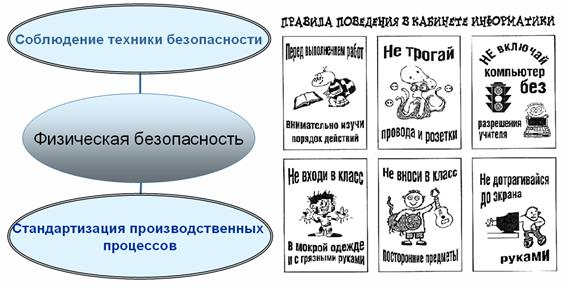 Соблюдение техники безопасности
Физическая безопасность
Стандартизация производственных
процессов
ПРАВИЛА ПОВЕДЕНИЯ В КАБИНЕТЕ ИНФОРМАТИКИ
Перед выполнением работ
внимательно изучи
порядок действий
Не трогай
провода и розетки
НЕ ВКЛЮЧАЙ
КОМПЬЮТЕР
без
разрешения
учителя
Не входи в класс
в мокрой одежде
и с грязными руками
Не вноси в класс
посторонние предметы
Не дотрагивайся
до экрана
руками